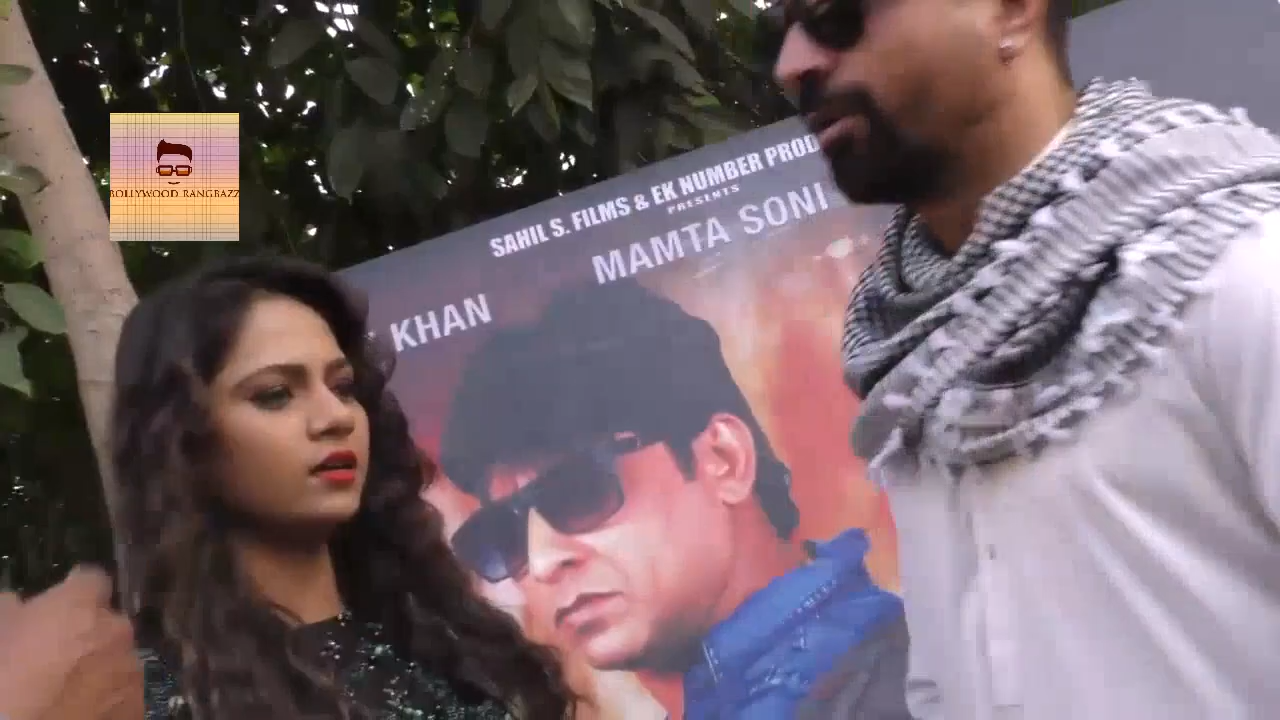 BOLLYWOOD RANGBAZZ
SAHIL S. FILMS & EK NUMBER PROD
PRESENTS
KHAN
MAMTA SONI